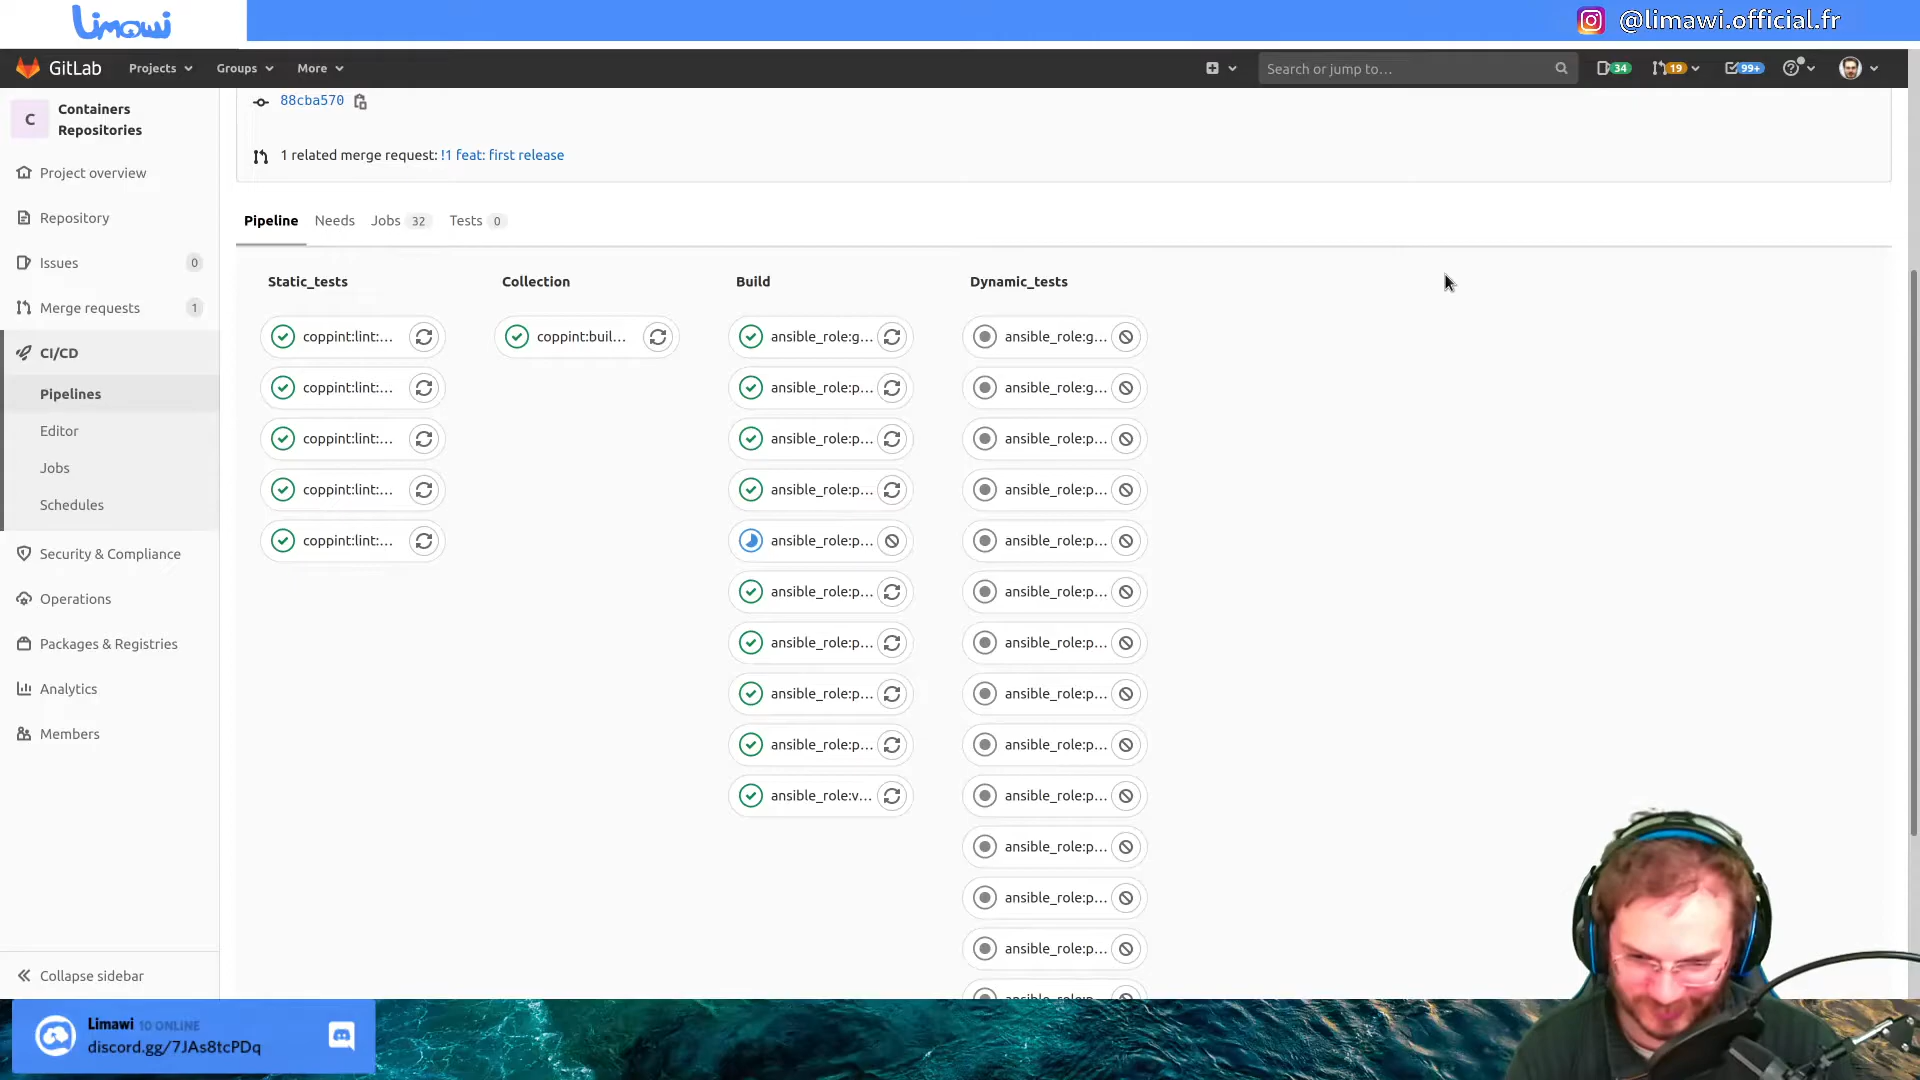 Limawi
@limawi.official.fr
GitLab Projects Groups More Search or jump to... 34 19 99+
C Containers Repositories
Project overview
Repository
Issues 0
Merge requests 1
CI/CD
Pipelines
Editor
Jobs
Schedules
Security & Compliance
Operations
Packages & Registries
Analytics
Members
Collapse sidebar
88cba570
1 related merge request: !1 feat: first release
Pipeline Needs Jobs 32 Tests 0
Static_tests
coppint:lint:...
coppint:lint:...
coppint:lint:...
coppint:lint:...
coppint:lint:...
Collection
coppint:buil...
Build
ansible_role:g...
ansible_role:p...
ansible_role:p...
ansible_role:p...
ansible_role:p...
ansible_role:p...
ansible_role:p...
ansible_role:p...
ansible_role:p...
ansible_role:v...
Dynamic_tests
ansible_role:g...
ansible_role:g...
ansible_role:p...
ansible_role:p...
ansible_role:p...
ansible_role:p...
ansible_role:p...
ansible_role:p...
ansible_role:p...
ansible_role:p...
ansible_role:p...
ansible_role:p...
ansible_role:p...
Limawi 10 ONLINE
discord.gg/7JAs8tcPDq